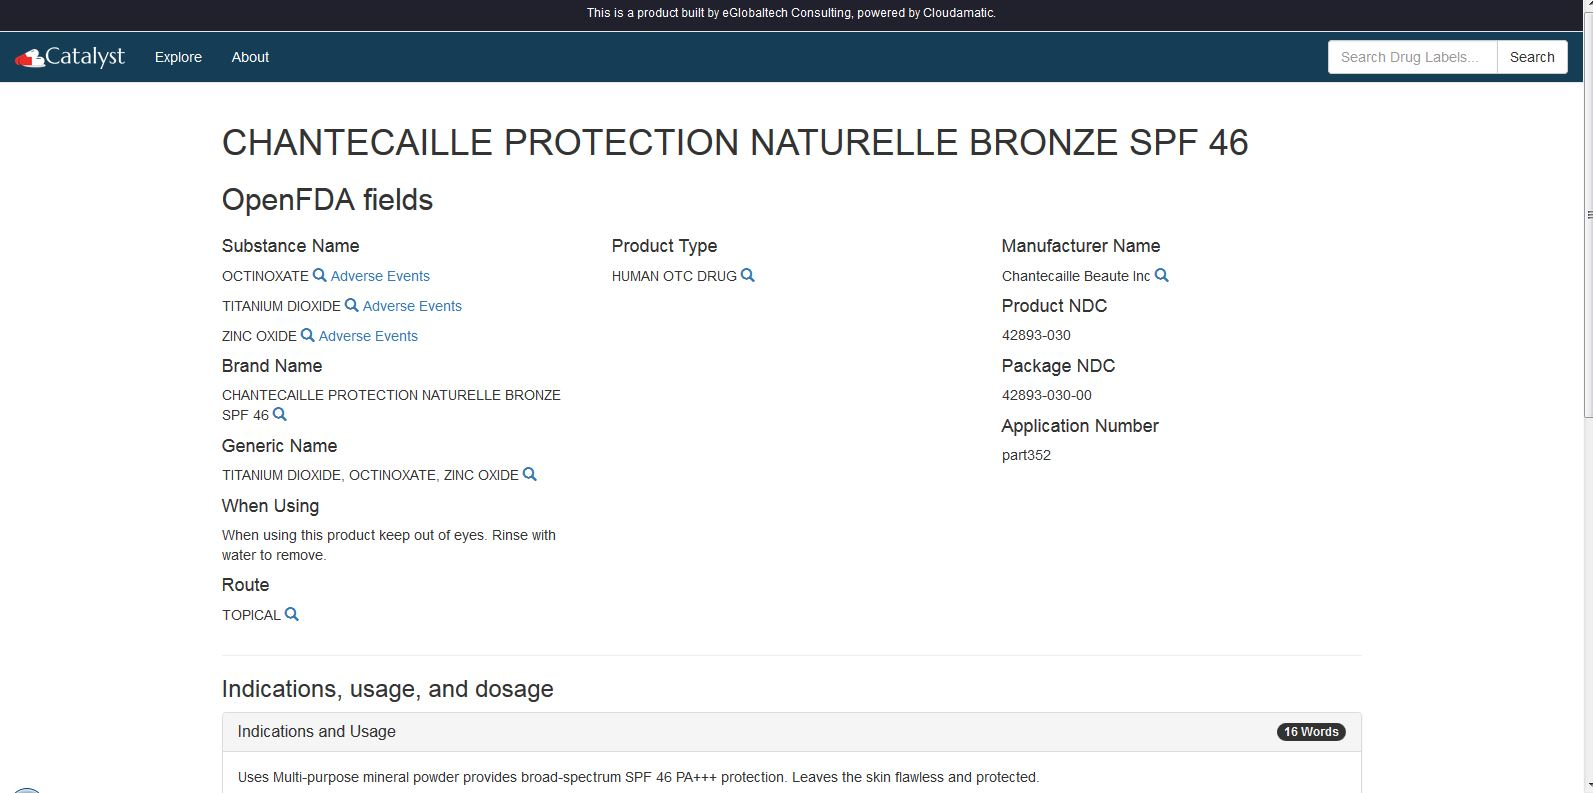 This is a product built by eGlobaltech Consulting, powered by Cloudamatic.
Catalyst Explore About Search Drug Labels... Search
CHANTECAILLE PROTECTION NATURELLE BRONZE SPF 46
OpenFDA fields
Substance Name
OCTINOXATE Adverse Events
TITANIUM DIOXIDE Adverse Events
ZINC OXIDE Adverse Events
Brand Name
CHANTECAILLE PROTECTION NATURELLE BRONZE
SPF 46
Generic Name
TITANIUM DIOXIDE, OCTINOXATE, ZINC OXIDE
When Using
When using this product keep out of eyes. Rinse with
water to remove.
Route
TOPICAL
Product Type
HUMAN OTC DRUG
Manufacturer Name
Chantecaille Beaute Inc
Product NDC
42893-030
Package NDC
42893-030-00
Application Number
part352
Indications, usage, and dosage
Indications and Usage 16 Words
Uses Multi-purpose mineral powder provides broad-spectrum SPF 46 PA+++ protection. Leaves the skin flawless and protected.